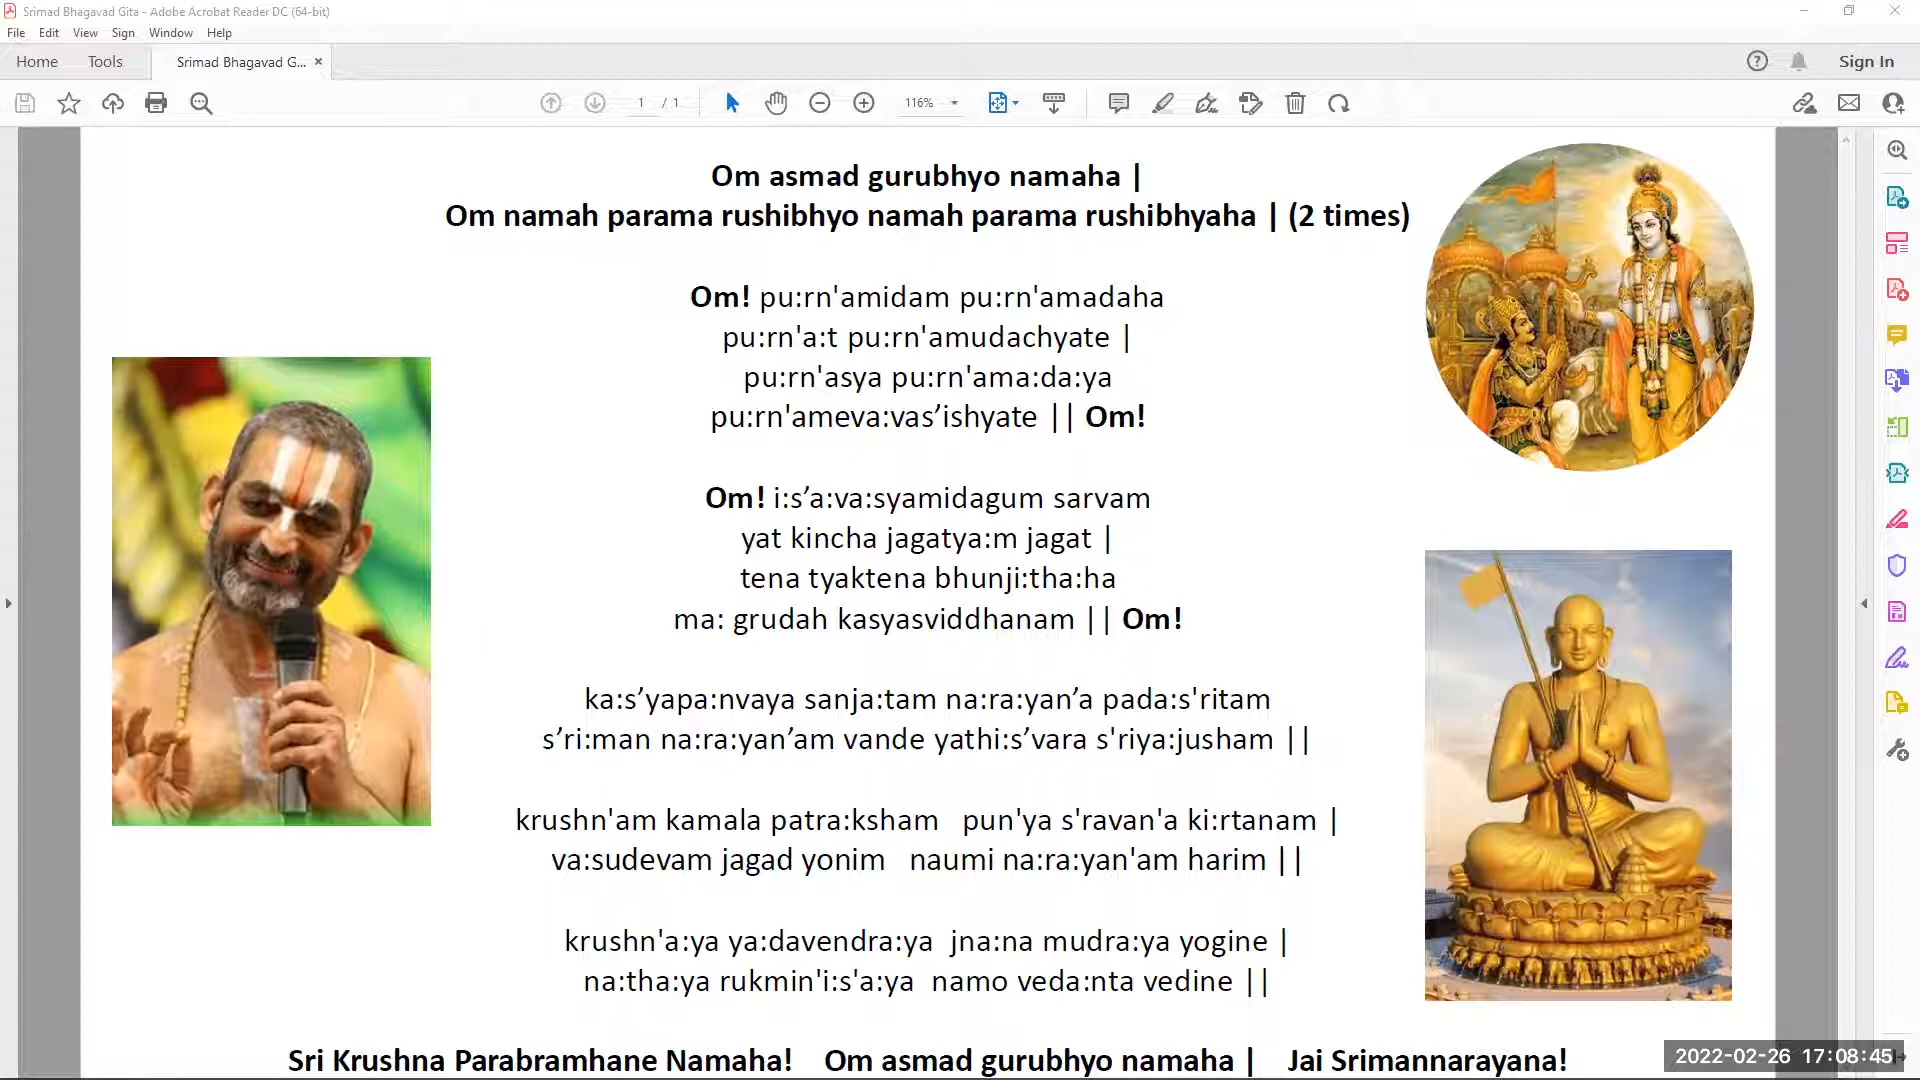 Srimad Bhagavad Gita - Adobe Acrobat Reader DC (64-bit)
File Edit View Sign Window Help
Home Tools Srimad Bhagavad G... × Sign In
1 / 1 116%
Om asmad gurubhyo namaha |
Om namah parama rushibhyo namah parama rushibhyaha | (2 times)
Om! pu:rn'amidam pu:rn'amadaha
pu:rn'a:t pu:rn'amudachyate |
pu:rn'asya pu:rn'ama:da:ya
pu:rn'ameva:vas’ishyate || Om!
Om! i:s’a:va:syamidagum sarvam
yat kincha jagatya:m jagat |
tena tyaktena bhunji:tha:ha
ma: grudah kasyasviddhanam || Om!
ka:s’yapa:nvaya sanja:tam na:ra:yan’a pada:s'ritam
s’ri:man na:ra:yan’am vande yathi:s’vara s'riya:jusham ||
krushn'am kamala patra:ksham pun'ya s'ravan'a ki:rtanam |
va:sudevam jagad yonim naumi na:ra:yan'am harim ||
krushn'a:ya ya:davendra:ya jna:na mudra:ya yogine |
na:tha:ya rukmin'i:s'a:ya namo veda:nta vedine ||
Sri Krushna Parabramhane Namaha! Om asmad gurubhyo namaha | Jai Srimannarayana!
2022-02-26 17:08:45